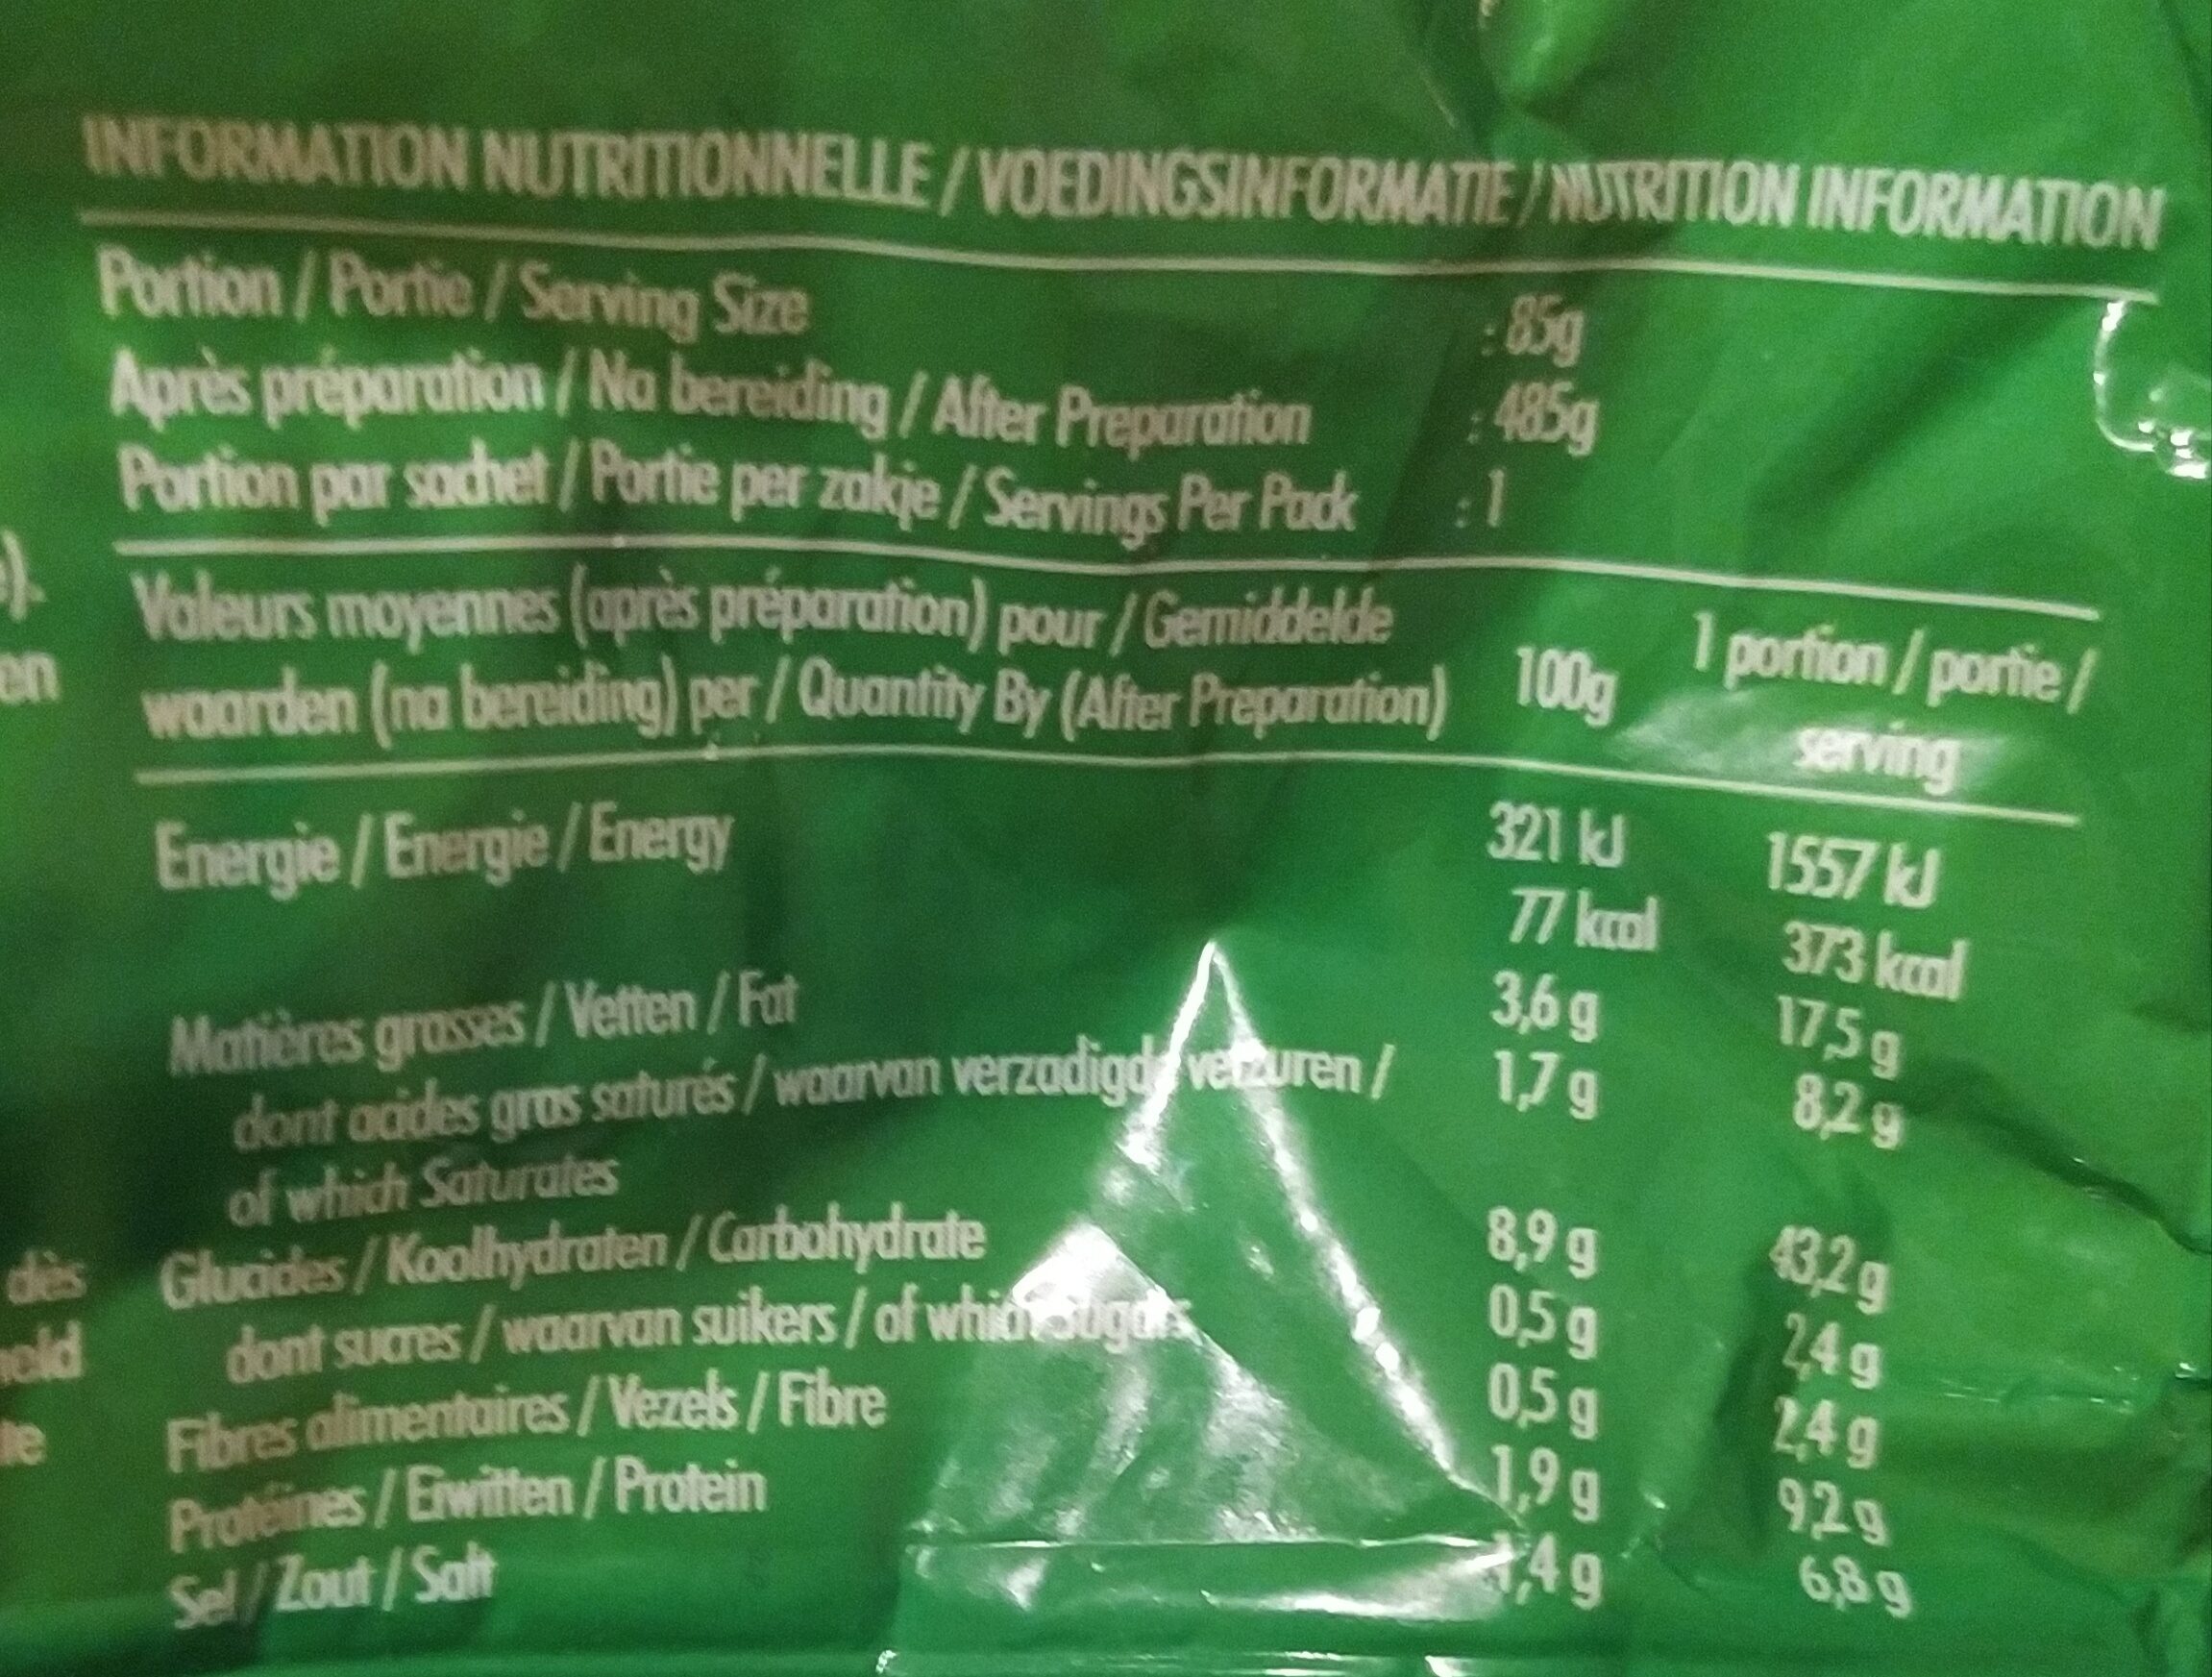 INFORMATION NUTRITIONNELLE / VOEDINGSINFORMATIE / NUTRITION INFORMATION
Portion / Portie / Serving Size : 85g
Après préparation / Na bereiding / After Preparation : 485g
Portion par sachet / Portie per zakje / Servings Per Pack : 1
Valeurs moyennes (après préparation) pour / Gemiddelde
waarden (na bereiding) per / Quantity By (After Preparation) 100g 1 portion / portie /
serving
Energie / Energie / Energy 321 kJ 1557 kJ
77 kcal 373 kcal
Matières grasses / Vetten / Fat 3,6 g 17,5 g
dont acides gras saturés / waarvan verzadigde vetzuren / 1,7 g 8,2 g
of which Saturates
Glucides / Koolhydraten / Carbohydrate 8,9 g 43,2 g
dont sucres / waarvan suikers / of which Sugars 0,5 g 2,4 g
Fibres alimentaires / Vezels / Fibre 0,5 g 2,4 g
Protéines / Eiwitten / Protein 1,9 g 9,2 g
Sel / Zout / Salt 1,4 g 6,8 g
en
dès